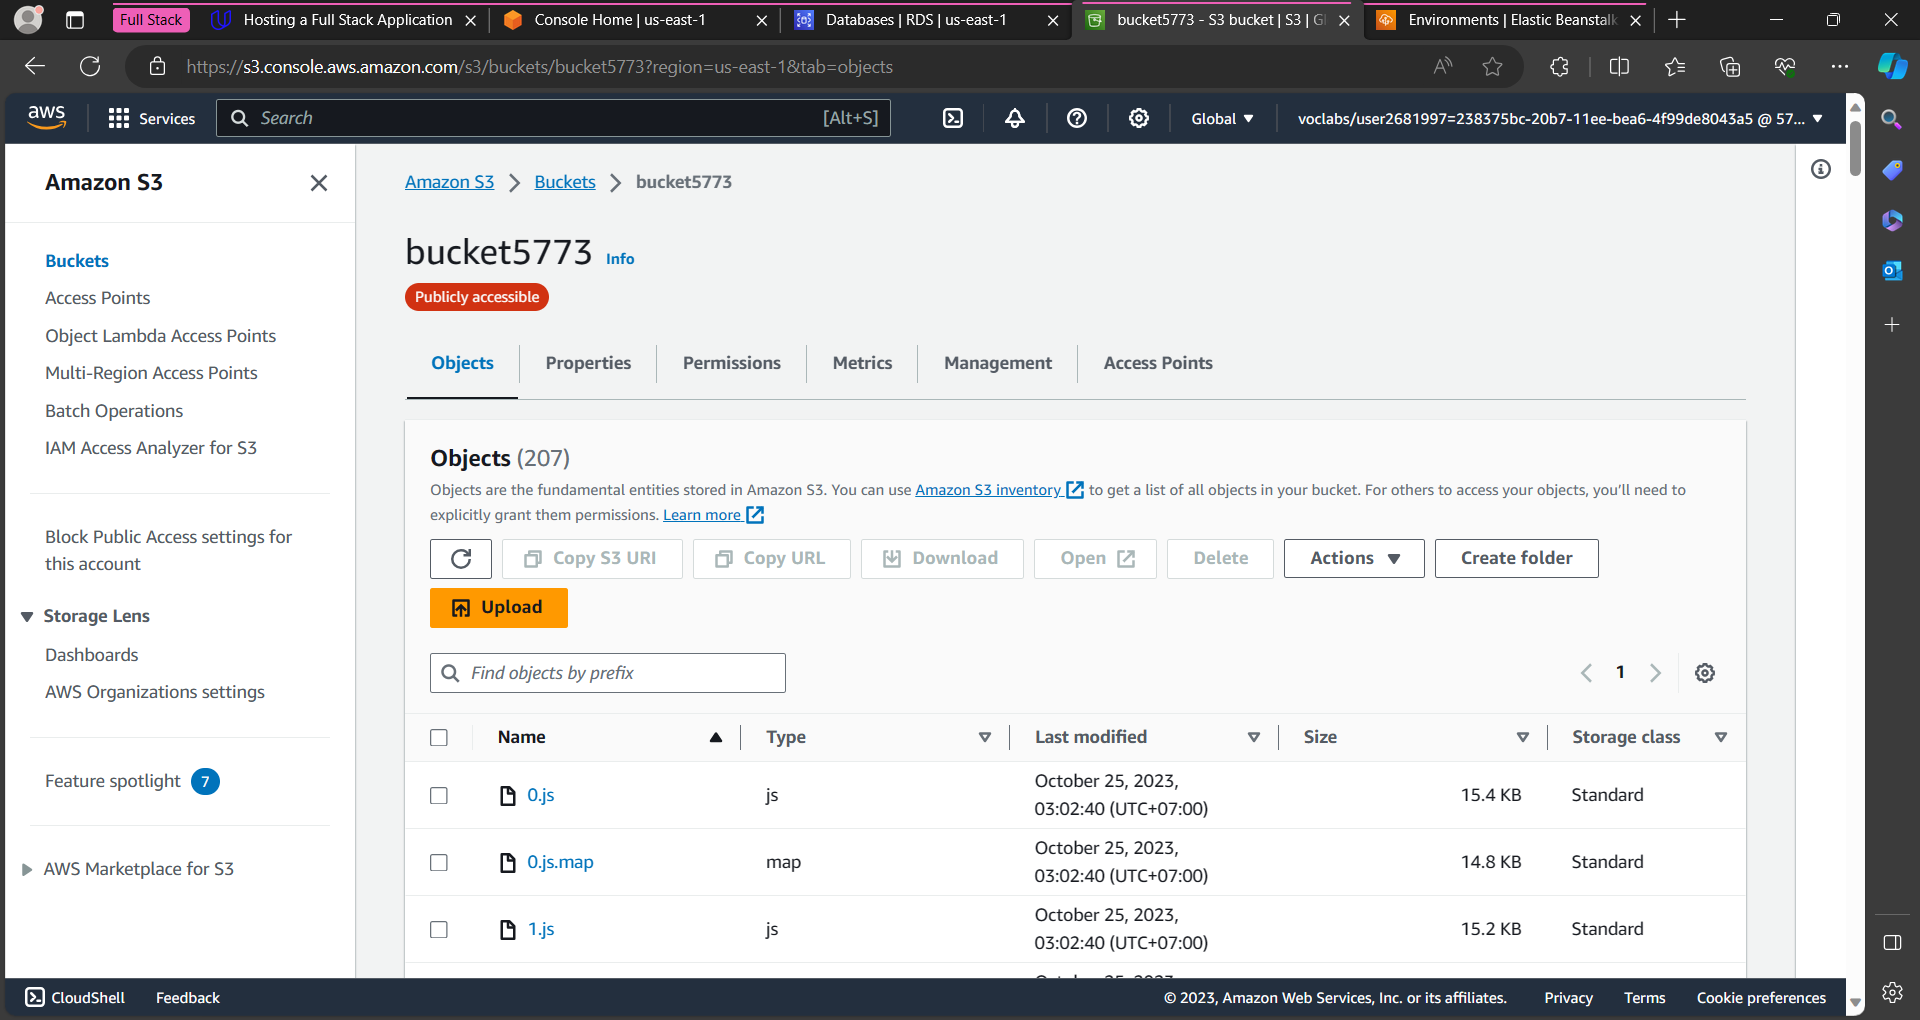 Full Stack
Hosting a Full Stack Application
Console Home | us-east-1
Databases | RDS | us-east-1
bucket5773 - S3 bucket | S3 | Gl
Environments | Elastic Beanstalk
https://s3.console.aws.amazon.com/s3/buckets/bucket5773?region=us-east-1&tab=objects
aws
Services
Search
[Alt+S]
Global
voclabs/user2681997=238375bc-20b7-11ee-bea6-4f99de8043a5 @ 57...
Amazon S3
Buckets
Access Points
Object Lambda Access Points
Multi-Region Access Points
Batch Operations
IAM Access Analyzer for S3
Block Public Access settings for
this account
Storage Lens
Dashboards
AWS Organizations settings
Feature spotlight 7
AWS Marketplace for S3
Amazon S3 > Buckets > bucket5773
bucket5773 Info
Publicly accessible
Objects
Properties
Permissions
Metrics
Management
Access Points
Objects (207)
Objects are the fundamental entities stored in Amazon S3. You can use Amazon S3 inventory to get a list of all objects in your bucket. For others to access your objects, you'll need to
explicitly grant them permissions. Learn more
Copy S3 URI
Copy URL
Download
Open
Delete
Actions
Create folder
Upload
Find objects by prefix
1
Name Type Last modified Size Storage class
0.js js October 25, 2023, 15.4 KB Standard
03:02:40 (UTC+07:00)
0.js.map map October 25, 2023, 14.8 KB Standard
03:02:40 (UTC+07:00)
1.js js October 25, 2023, 15.2 KB Standard
03:02:40 (UTC+07:00)
CloudShell
Feedback
© 2023, Amazon Web Services, Inc. or its affiliates.
Privacy
Terms
Cookie preferences